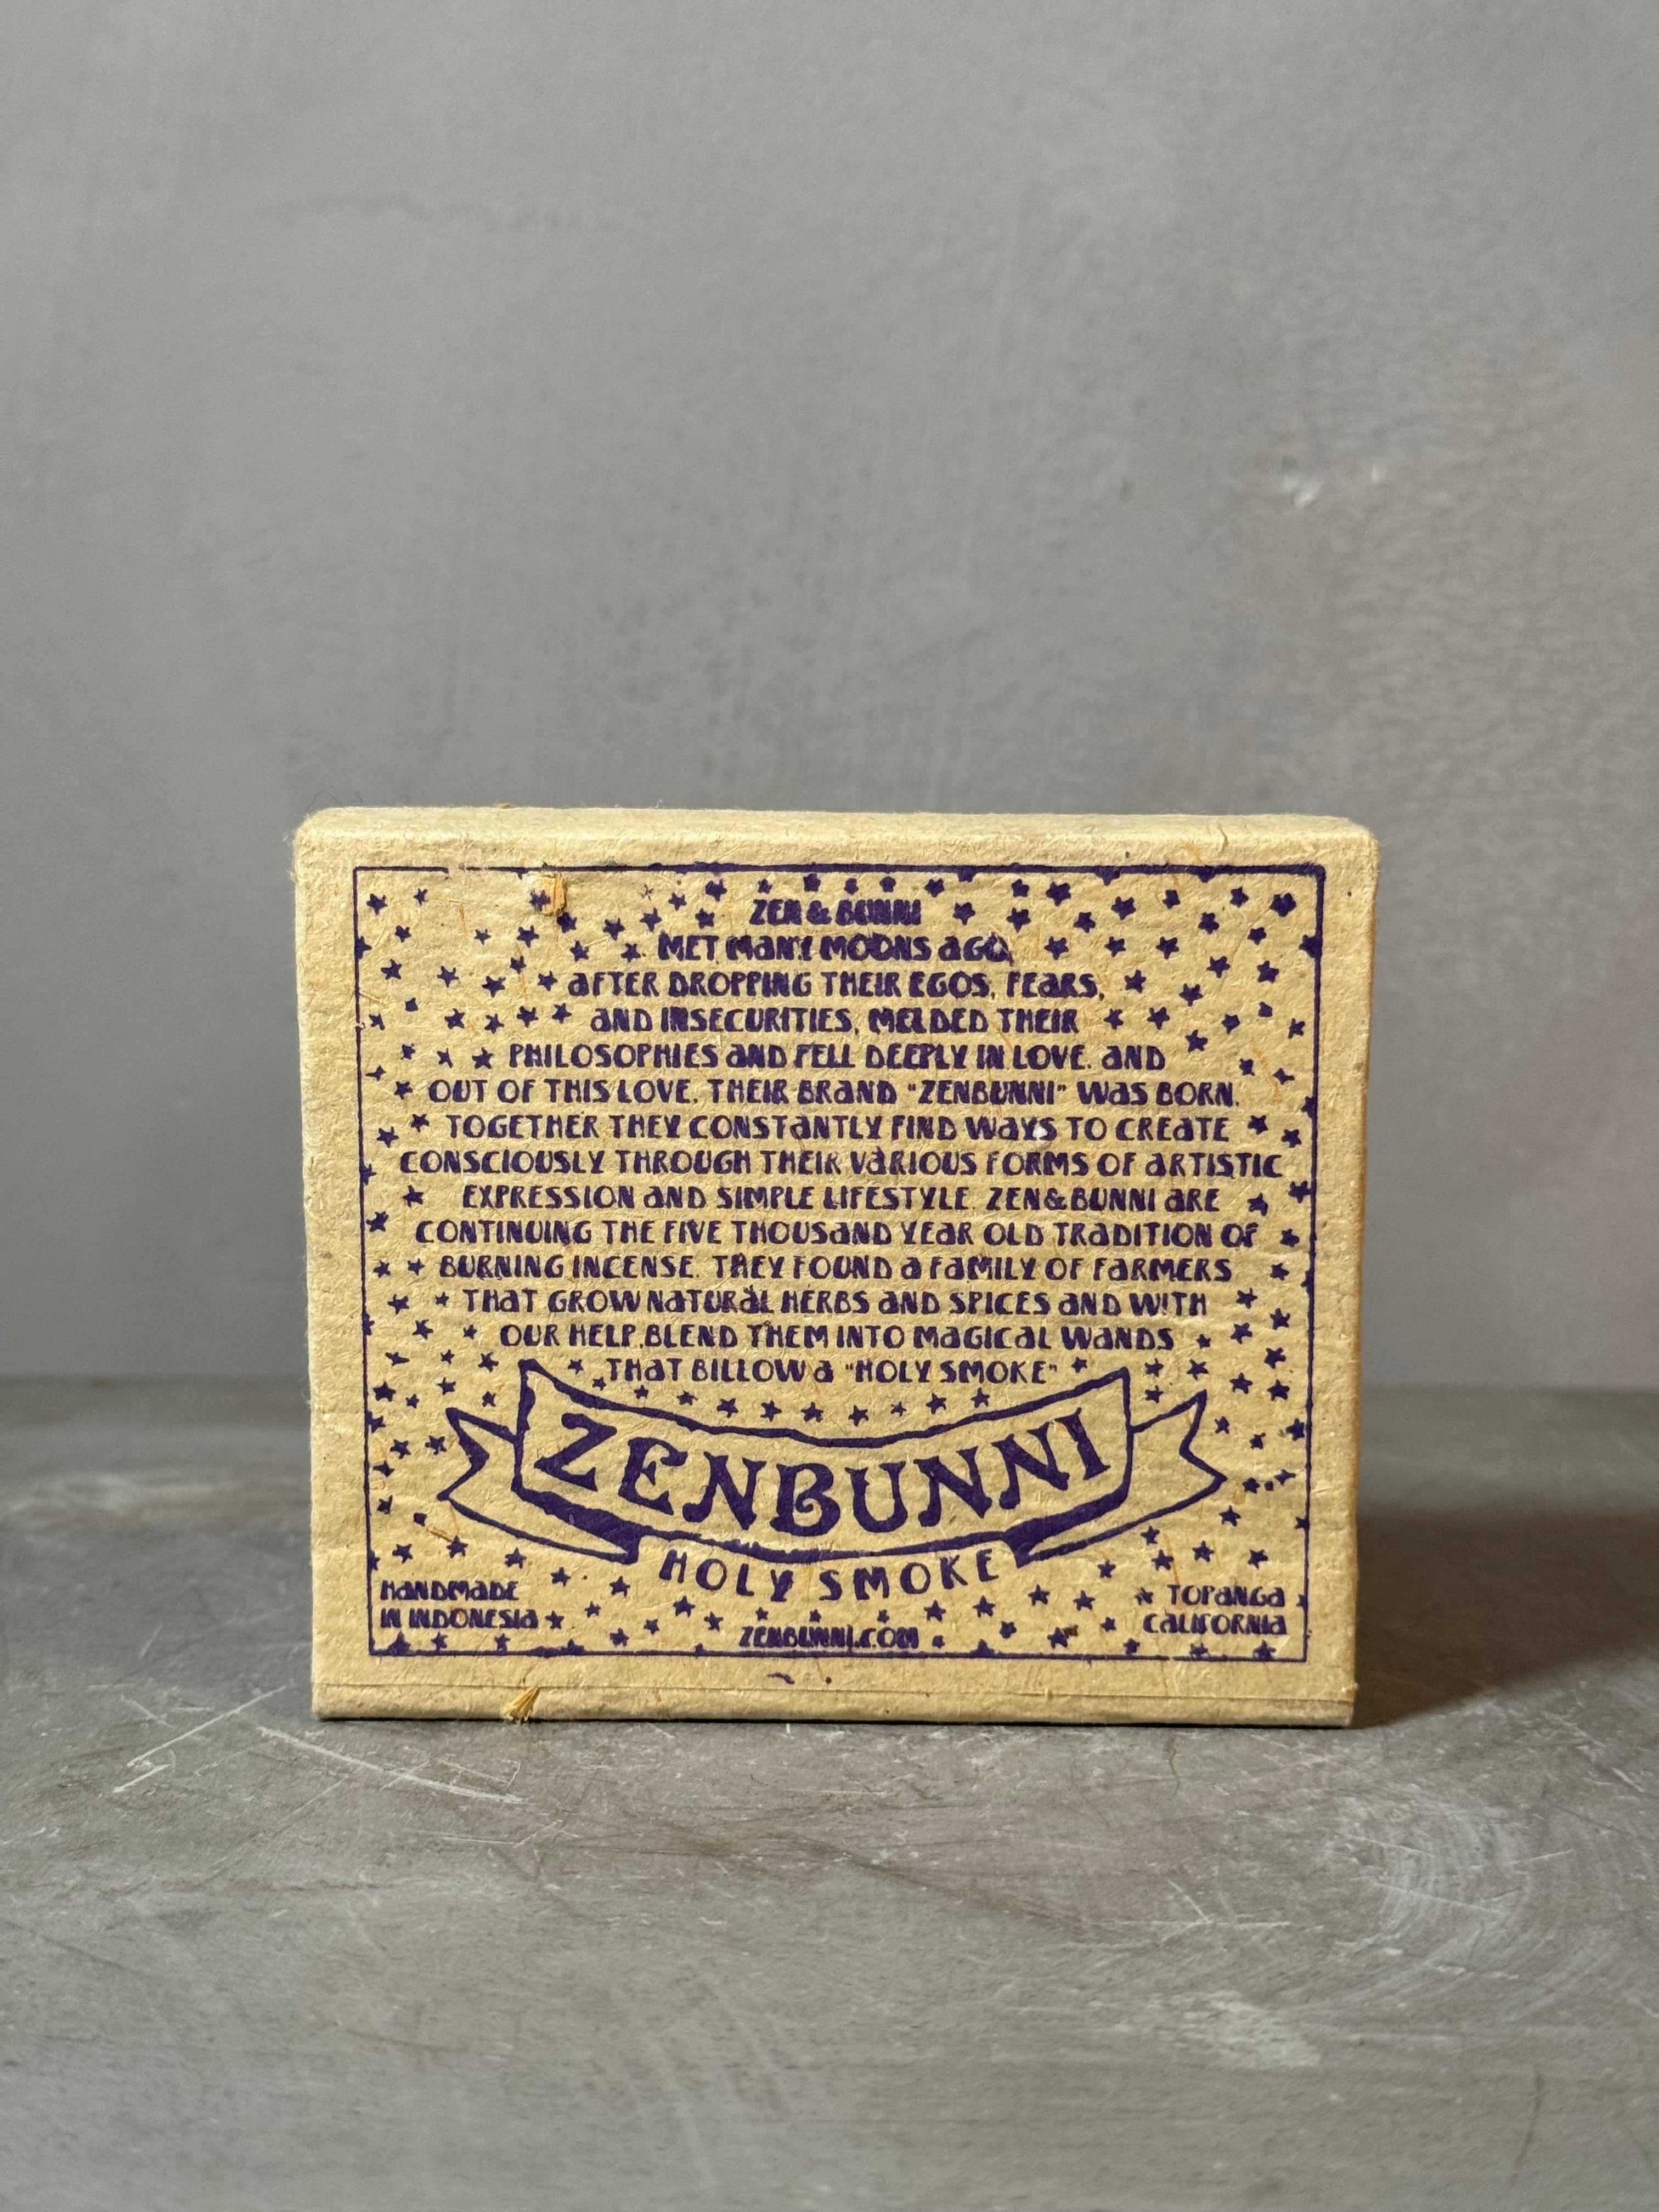 ZEN & BUNNI
MET MaNY MOONS aGO,
aFTER DROPPING THEIR EGOS, FEaRS,
AND INSECURITIES, MELDED THEIR
PHILOSOPHIES aND FELL DEEPLY IN LOVE. aND
OUT OF THIS LOVE, THEIR BRaND "ZENBUNNI" WaS BORN.
TOGETHER THEY CONSTaNTLY FIND WaYS TO CREaTE
CONSCIOUSLY THROUGH THEIR VaRIOUS FORMS OF aRTISTIC
EXPRESSION aND SIMPLE LIFESTYLE. ZEN&BUNNI aRE
CONTINUING THE FIVE THOUSaND YEaR OLD TRaDITION OF
BURNING INCENSE. THEY FOUND a FaMILY OF FaRMERS
THaT GROW NaTURaL HERBS aND SPICES aND WITH
OUR HELP, BLEND THEM INTO MaGICaL WaNDS
THaT BILLOW a "HOLY SMOKE"
ZENBUNNI
HOLY SMOKE
HaNDMaDE
IN INDONESIa
ZENBUNNI.COM
TOPaNGa
CaLIFORNIa